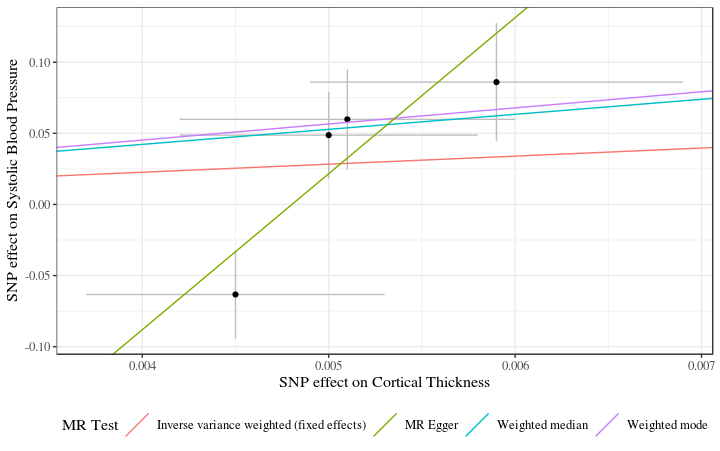 SNP effect on Systolic Blood Pressure
0.10
0.05
0.00
-0.05
-0.10
0.004
0.005
0.006
0.007
SNP effect on Cortical Thickness
MR Test
Inverse variance weighted (fixed effects)
MR Egger
Weighted median
Weighted mode